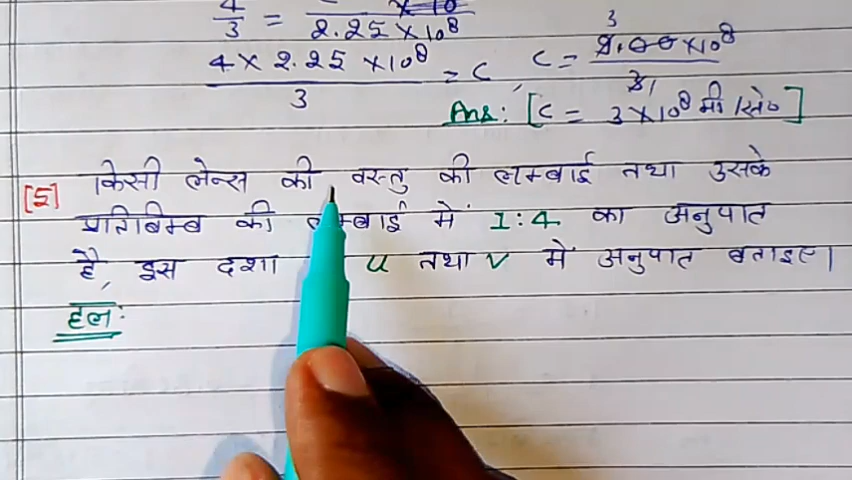 4/3 = / 2.25×10⁸
4 × 2.25 ×10⁸ / 3 = C , C = 9.00 ×10⁸ / 3
Ans: [C = 3×10⁸ मी/से०]
[5] किसी लेन्स की वस्तु की लम्बाई तथा उसके
प्रतिबिम्ब की लम्बाई में 1:4 का अनुपात
है, इस दशा u तथा v में अनुपात बताइए।
हल: